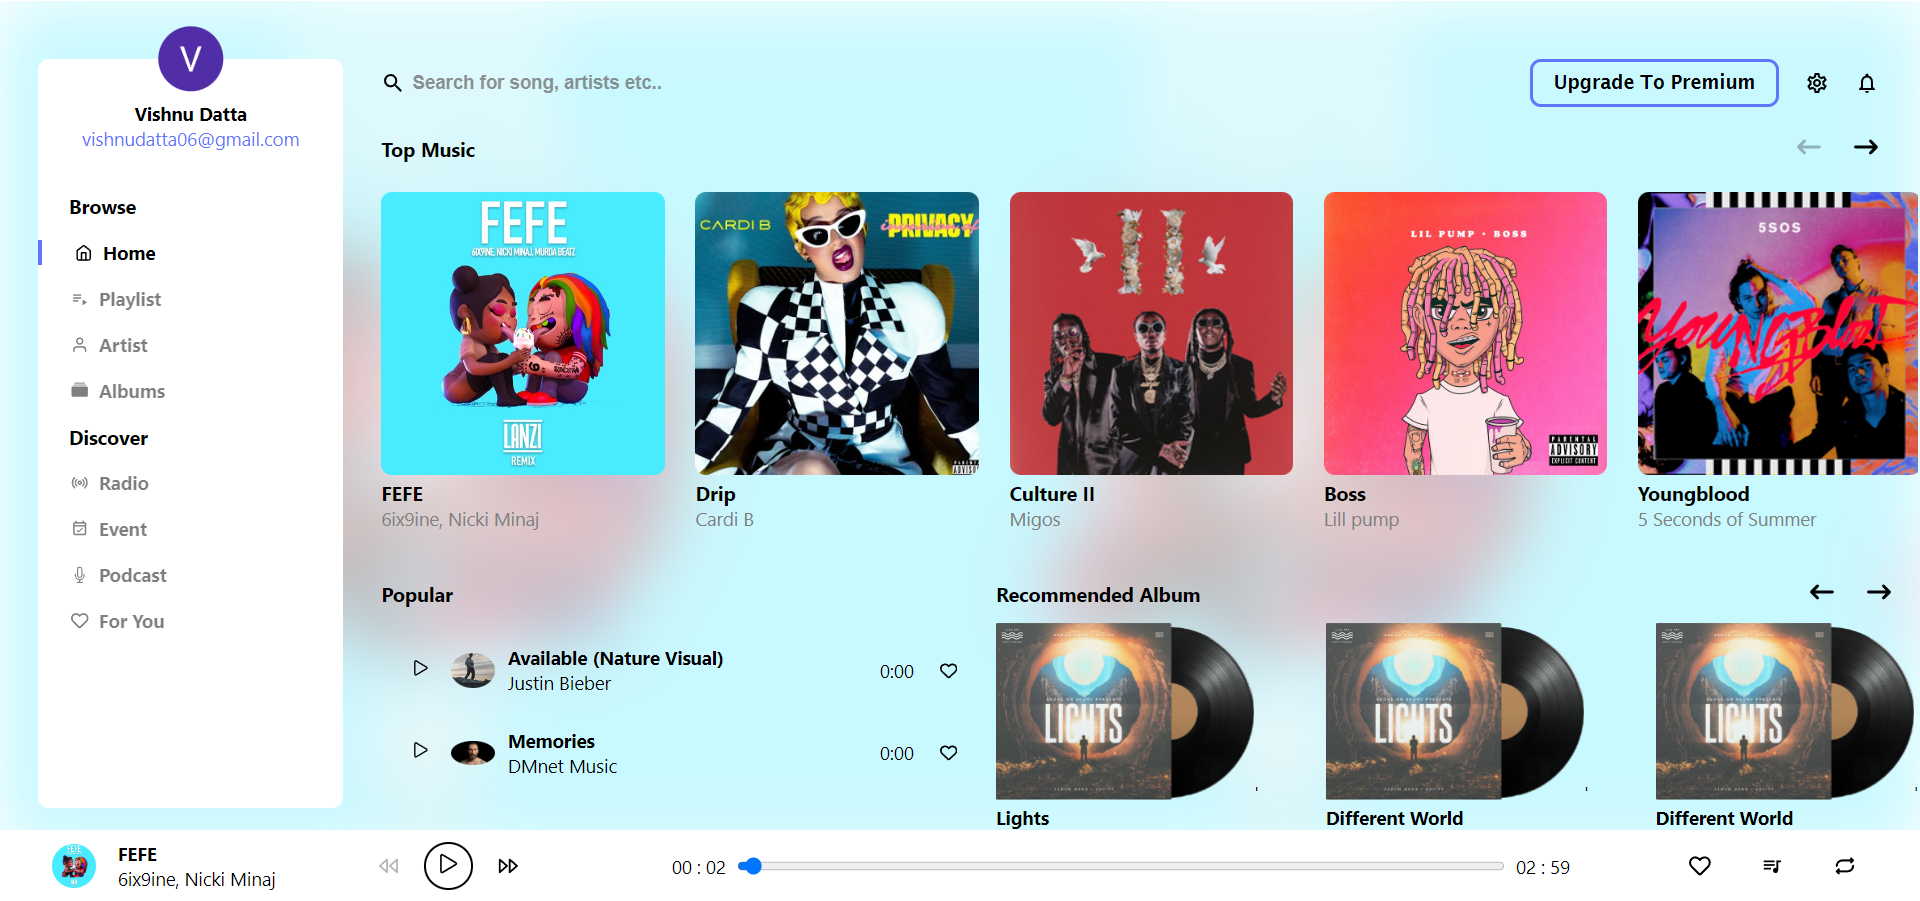 V
Vishnu Datta
vishnudatta06@gmail.com
Browse
Home
Playlist
Artist
Albums
Discover
Radio
Event
Podcast
For You
Search for song, artists etc..
Upgrade To Premium
Top Music
FEFE
6IX9INE, NICKI MINAJ, MURDA BEATZ
LANZI
REMIX
FEFE
6ix9ine, Nicki Minaj
CARDI B
PRIVACY
Drip
Cardi B
Culture II
Migos
LIL PUMP · BOSS
PARENTAL
ADVISORY
EXPLICIT CONTENT
Boss
Lill pump
5SOS
YOUNGBLOOD
Youngblood
5 Seconds of Summer
Popular
Available (Nature Visual)
Justin Bieber
0:00
Memories
DMnet Music
0:00
Recommended Album
LIGHTS
Lights
LIGHTS
Different World
LIGHTS
Different World
FEFE
6ix9ine, Nicki Minaj
00 : 02
02 : 59